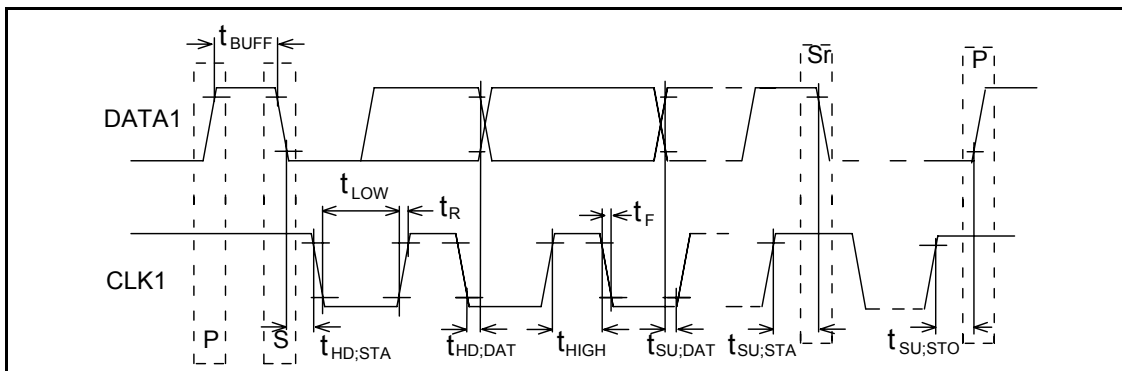 tBUFF
Sr
P
DATA1
tLOW
tR
tF
CLK1
P
S
tHD;STA
tHD;DAT
tHIGH
tSU;DAT
tSU;STA
tSU;STO